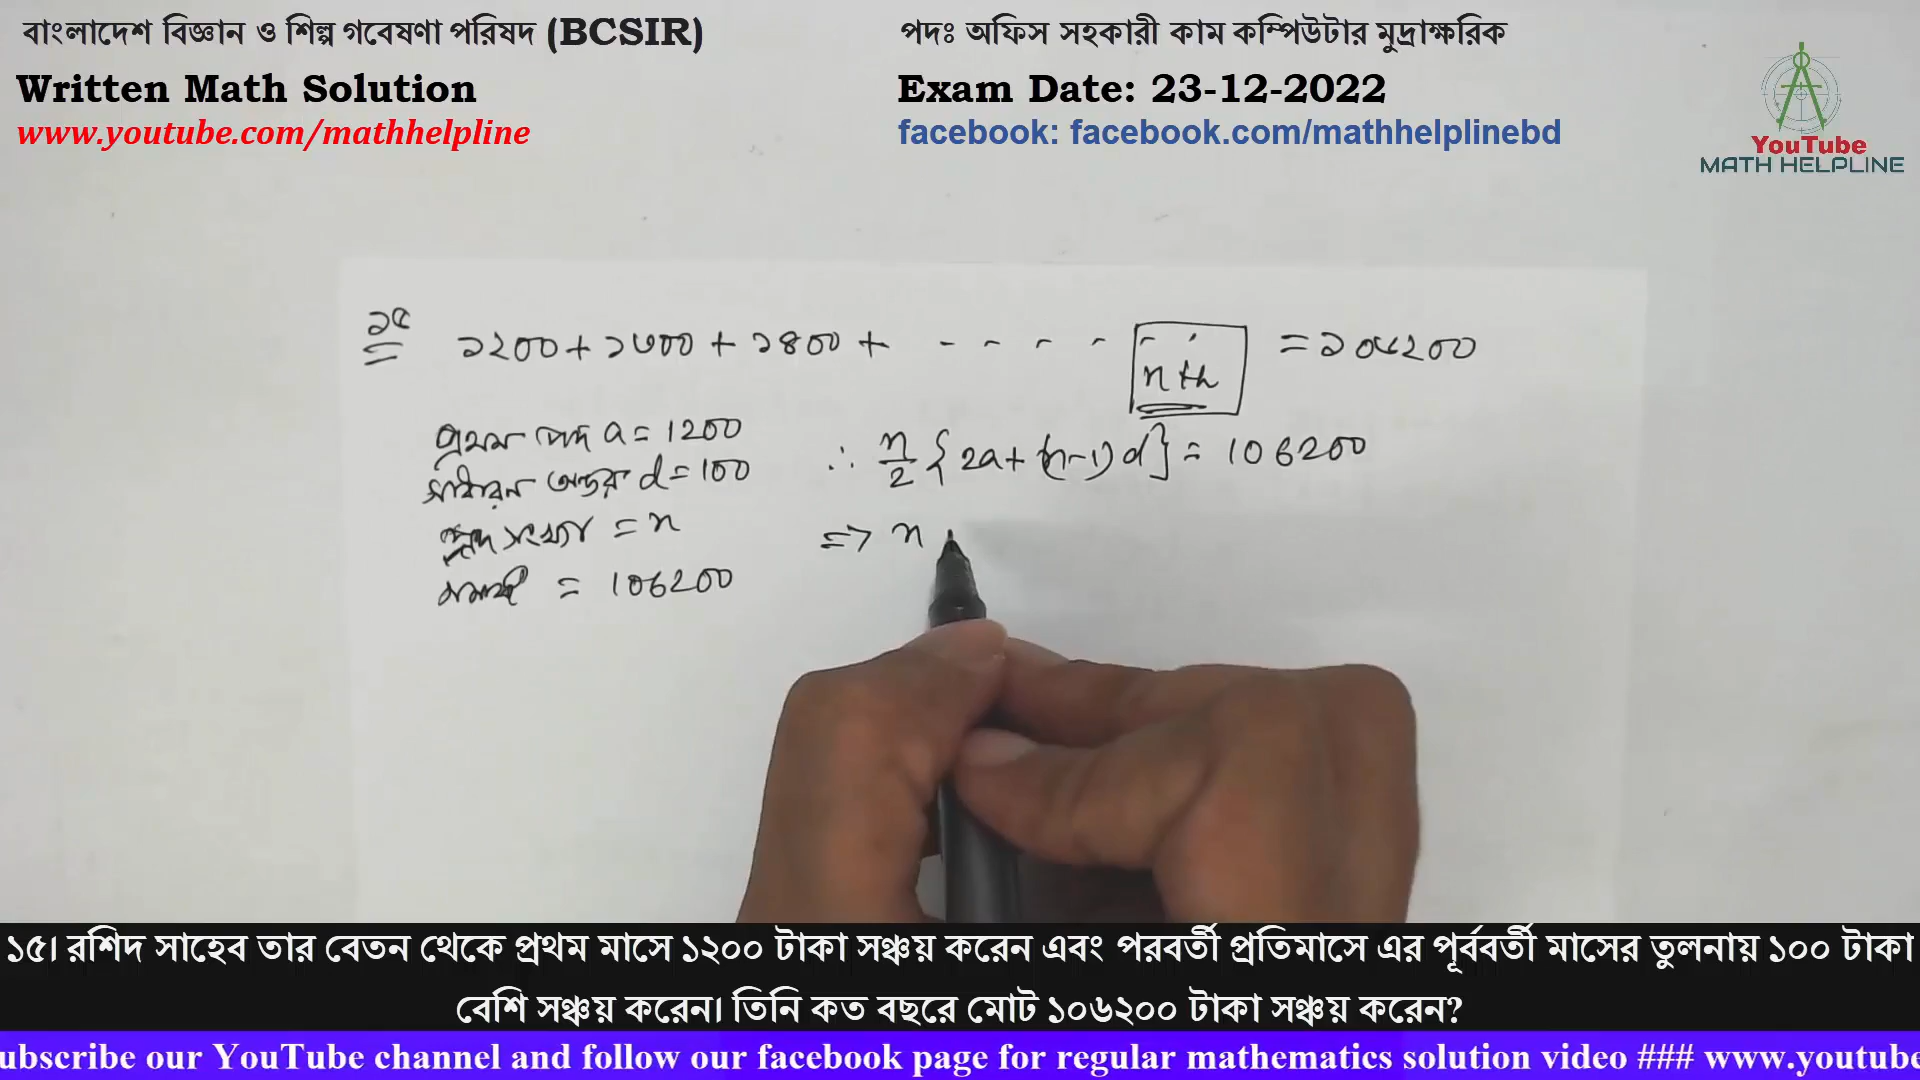 বাংলাদেশ বিজ্ঞান ও শিল্প গবেষণা পরিষদ (BCSIR)
পদঃ অফিস সহকারী কাম কম্পিউটার মুদ্রাক্ষরিক
Written Math Solution
Exam Date: 23-12-2022
www.youtube.com/mathhelpline
facebook: facebook.com/mathhelplinebd
YouTube
MATH HELPLINE
১৫
১২০০ + ১৩০০ + ১৪০০ + - - - - - - nth = ১০৬২০০
প্রথম পদ a = 1200
সাধারন অন্তর d = 100
পদ সংখ্যা = n
সমষ্টি = 106200
∴ n/2 {2a + (n-1) d} = 106200
=> n
১৫। রশিদ সাহেব তার বেতন থেকে প্রথম মাসে ১২০০ টাকা সঞ্চয় করেন এবং পরবর্তী প্রতিমাসে এর পূর্ববর্তী মাসের তুলনায় ১০০ টাকা
বেশি সঞ্চয় করেন। তিনি কত বছরে মোট ১০৬২০০ টাকা সঞ্চয় করেন?
ubscribe our YouTube channel and follow our facebook page for regular mathematics solution video ### www.youtube